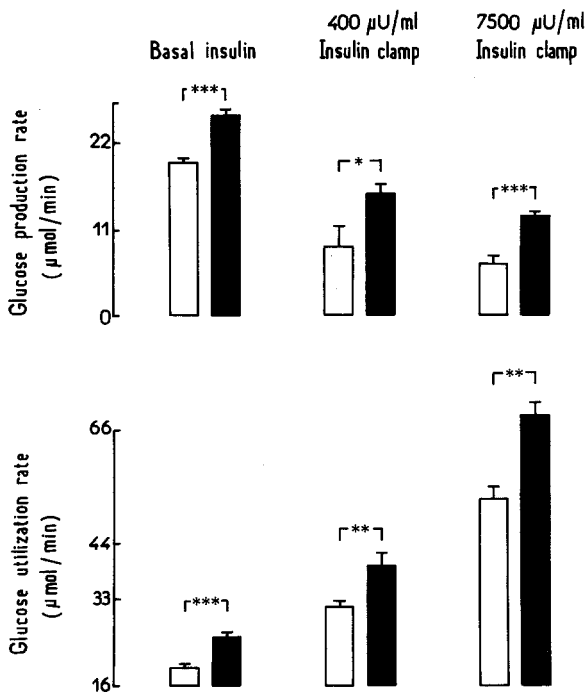 400 µU/ml
7500 µU/ml
Basal insulin
Insulin clamp
Insulin clamp
Glucose production rate
(µmol/min)
22
11
0
***
*
***
Glucose utilization rate
(µmol/min)
66
44
33
16
***
**
**